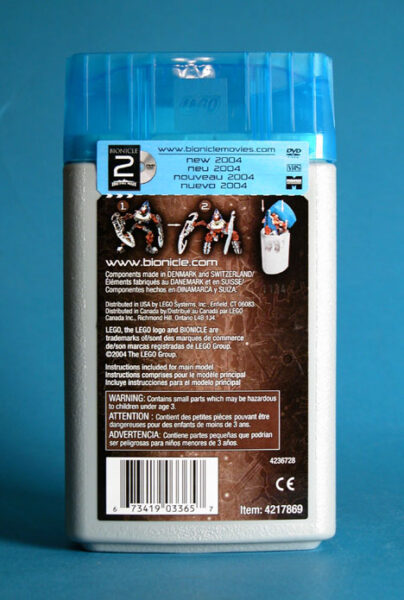 BIONICLE
2
www.bioniclemovies.com
DVD
new 2004
neu 2004
VHS
nouveau 2004
nuevo 2004
1. 2.
www.bionicle.com
Components made in DENMARK and SWITZERLAND/
Éléments fabriqués au DANEMARK et en SUISSE/
Componentes hechos en DINAMARCA y SUIZA.
Distributed in USA by LEGO Systems, Inc., Enfield, CT 06083.
Distributed in Canada by/Distribué au Canada par LEGO
Canada Inc., Richmond Hill, Ontario L4B 1J4
LEGO, the LEGO logo and BIONICLE are
trademarks of/sont des marques de commerce
de/son marcas registradas de LEGO Group.
©2004 The LEGO Group.
Instructions included for main model.
Instructions comprises pour le modèle principal
Incluye instrucciones para el modelo principal
WARNING: Contains small parts which may be hazardous
to children under age 3.
ATTENTION : Contient des petites pièces pouvant être
dangereuses pour des enfants de moins de 3 ans.
ADVERTENCIA: Contiene partes pequeñas que podrían
ser peligrosas para niños menores de 3 años.
4236728
CE
6 73419 03365 7
Item: 4217869